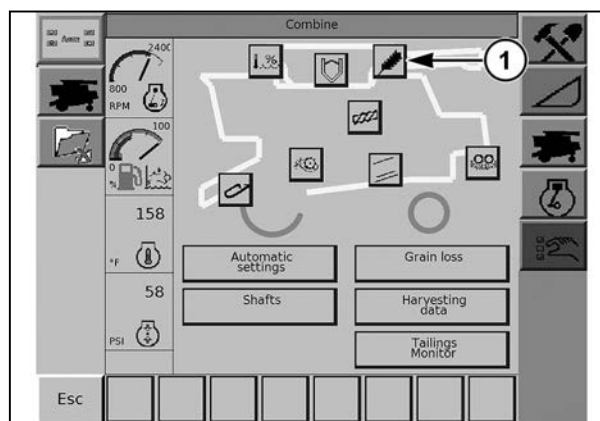 Combine
1
2400
800
RPM
100
0
%
158
°F
58
PSI
%
Automatic
settings
Grain loss
Shafts
Harvesting
data
Tailings
Monitor
Esc